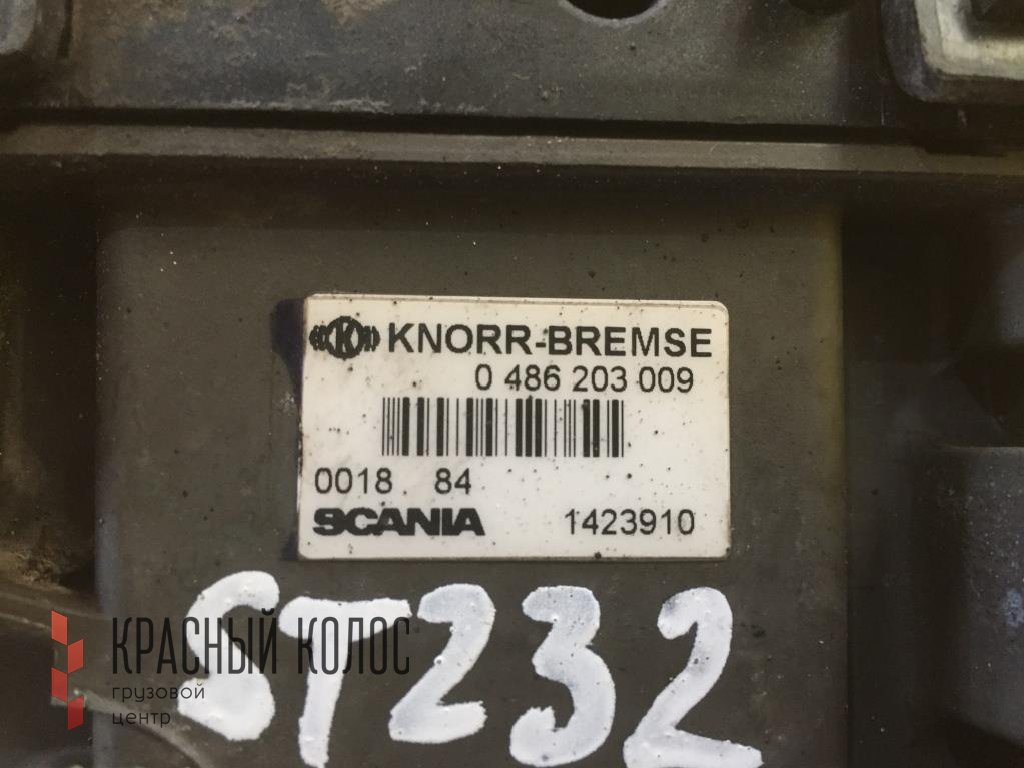 KNORR-BREMSE
0 486 203 009
0018 84
SCANIA 1423910
ST232
КРАСНЫЙ КОЛОС
грузовой
центр